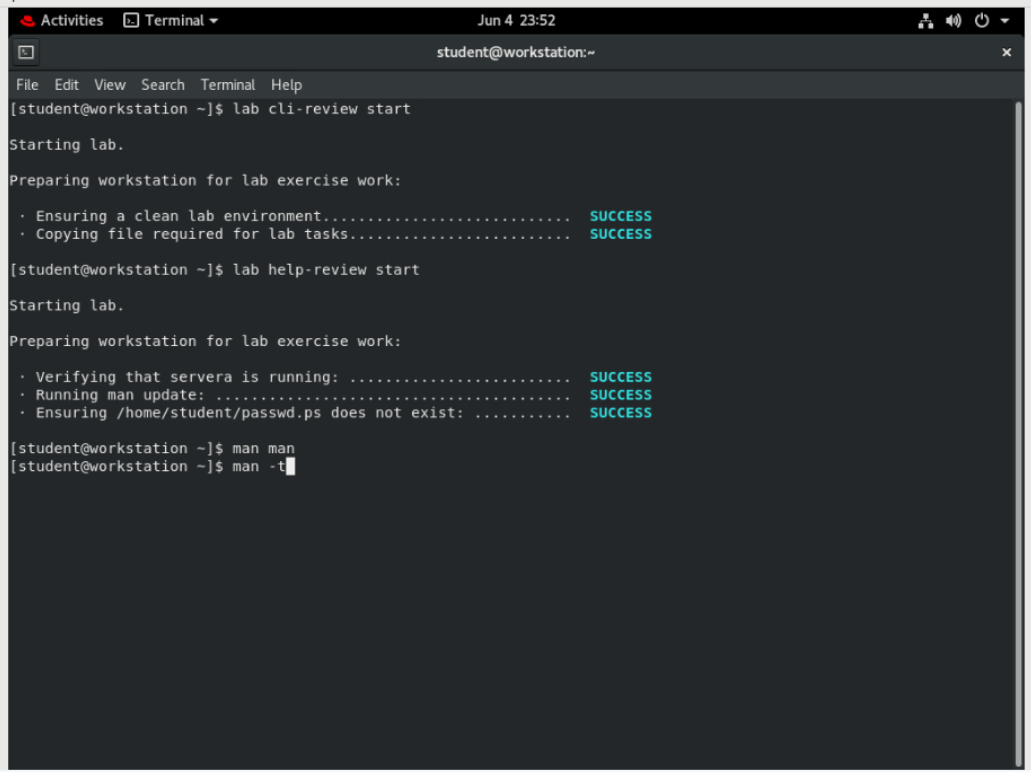 Activities Terminal Jun 4 23:52
student@workstation:~ ×
File Edit View Search Terminal Help
[student@workstation ~]$ lab cli-review start
Starting lab.
Preparing workstation for lab exercise work:
· Ensuring a clean lab environment............................ SUCCESS
· Copying file required for lab tasks......................... SUCCESS
[student@workstation ~]$ lab help-review start
Starting lab.
Preparing workstation for lab exercise work:
· Verifying that servera is running: ......................... SUCCESS
· Running man update: ........................................ SUCCESS
· Ensuring /home/student/passwd.ps does not exist: ........... SUCCESS
[student@workstation ~]$ man man
[student@workstation ~]$ man -t